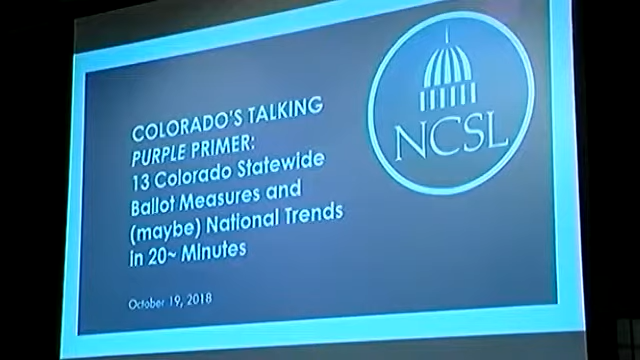 COLORADO'S TALKING
PURPLE PRIMER:
13 Colorado Statewide
Ballot Measures and
(maybe) National Trends
in 20~ Minutes
October 19, 2018
NCSL